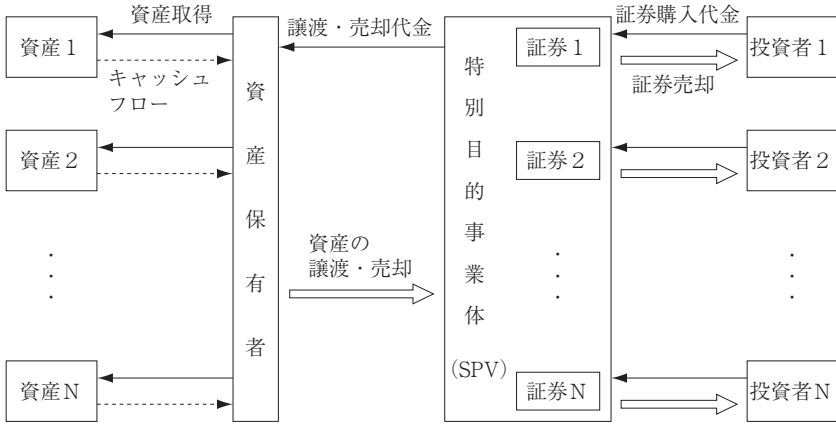 資産取得
資産1
キャッシュ
フロー
資産2
資産N
資産保有者
譲渡・売却代金
資産の
譲渡・売却
特別目的事業体
(SPV)
証券1
証券2
証券N
証券購入代金
証券売却
投資者1
投資者2
投資者N